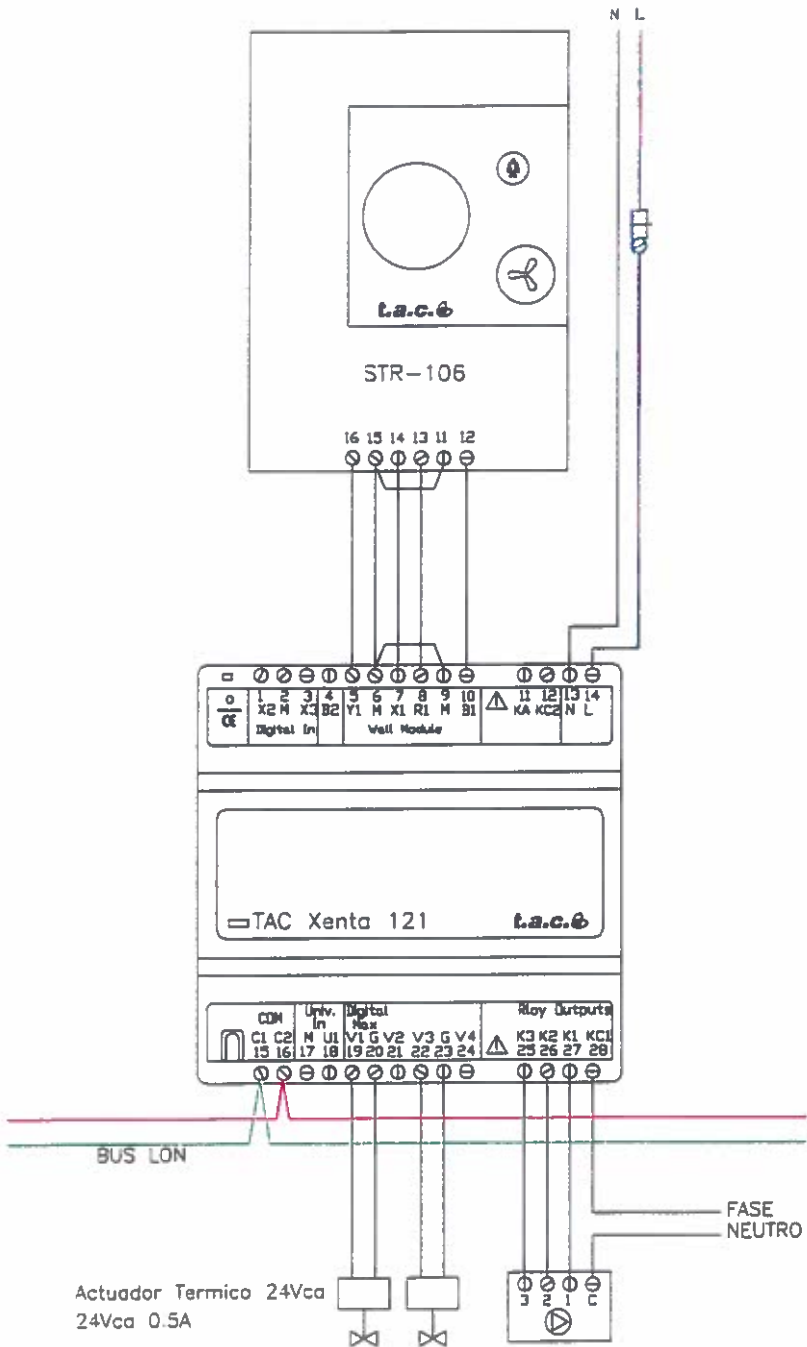 N L
t.a.c.
STR-106
16 15 14 13 11 12
1 2 3 4 5 6 7 8 9 10 11 12 13 14
X2 M X3 B2 Y1 M X1 R1 M B1 KA KC2 N L
CE
Digital In Wall Module
TAC Xenta 121 t.a.c.
COM Univ. In Digital Rlay Outputs
C1 C2 M U1 V1 G V2 V3 G V4 K3 K2 K1 KC1
15 16 17 18 19 20 21 22 23 24 25 26 27 28
BUS LON
FASE
NEUTRO
3 2 1 C
Actuador Termico 24Vca
24Vca 0.5A